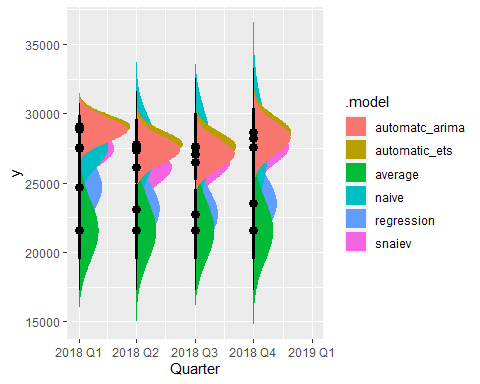 35000
30000
25000
20000
15000
y
2018 Q1 2018 Q2 2018 Q3 2018 Q4 2019 Q1
Quarter
.model
automatc_arima
automatic_ets
average
naive
regression
snaiev